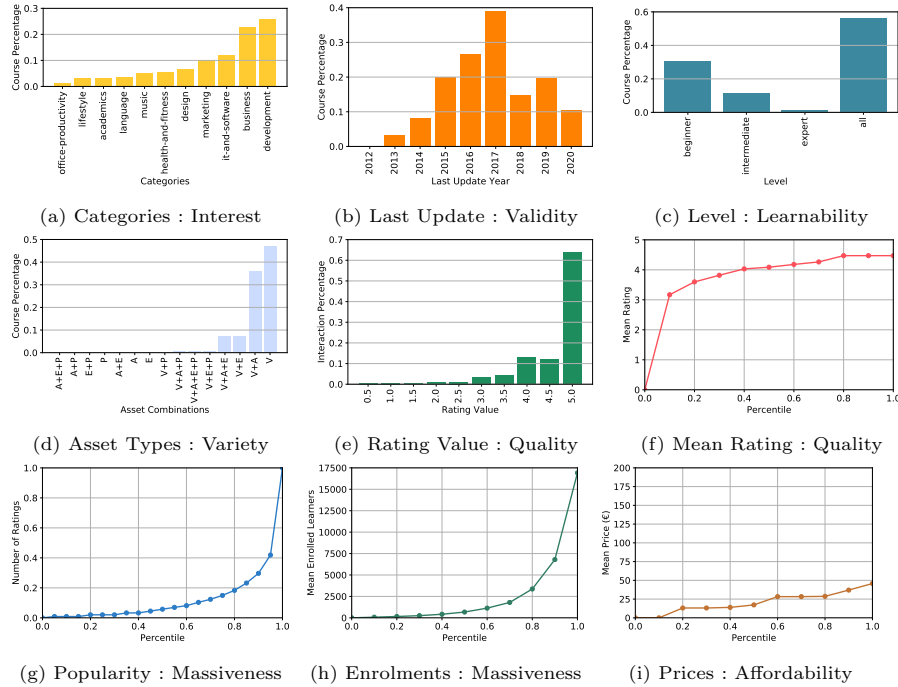 0.3
0.2
0.1
0.0
Course Percentage
office-productivity
lifestyle
academics
language
music
health-and-fitness
design
marketing
it-and-software
business
development
Categories
(a) Categories : Interest
0.4
0.2
0.0
Course Percentage
2012
2013
2014
2015
2016
2017
2018
2019
2020
Last Update Year
(b) Last Update : Validity
0.6
0.4
0.2
0.0
Course Percentage
beginner
intermediate
expert
all
Level
(c) Level : Learnability
0.5
0.4
0.3
0.2
0.1
0.0
Course Percentage
A+E+P
A+P
E+P
P
A+E
A
E
V+P
V+A+P
V+A+E+P
V+E+P
V+A+E
V+E
V+A
V
Asset Combinations
(d) Asset Types : Variety
0.7
0.6
0.5
0.4
0.3
0.2
0.1
0.0
Interaction Percentage
0.5
1.0
1.5
2.0
2.5
3.0
3.5
4.0
4.5
5.0
Rating Value
(e) Rating Value : Quality
5
4
3
2
1
0
Mean Rating
0.0 0.2 0.4 0.6 0.8 1.0
Percentile
(f) Mean Rating : Quality
1.0
0.8
0.6
0.4
0.2
0.0
Number of Ratings
0.0 0.2 0.4 0.6 0.8 1.0
Percentile
(g) Popularity : Massiveness
17500
15000
12500
10000
7500
5000
2500
0
Mean Enrolled Learners
0.0 0.2 0.4 0.6 0.8 1.0
Percentile
(h) Enrolments : Massiveness
200
175
150
125
100
75
50
25
0
Mean Price (€)
0.0 0.2 0.4 0.6 0.8 1.0
Percentile
(i) Prices : Affordability